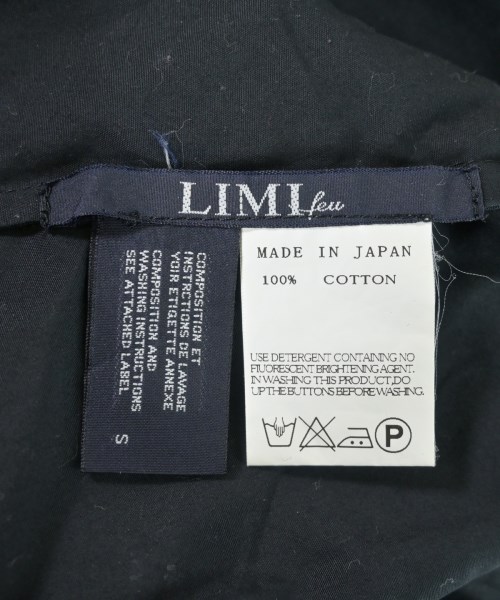 LIMI feu
COMPOSITION ET
INSTRUCTIONS DE LAVAGE
VOIR ETIQUETTE ANNEXE
COMPOSITION AND
WASHING INSTRUCTIONS
SEE ATTACHED LABEL
S
MADE IN JAPAN
100% COTTON
USE DETERGENT CONTAINING NO
FLUORESCENT BRIGHTENING AGENT.
IN WASHING THIS PRODUCT,DO
UP THE BUTTONS BEFORE WASHING.
P